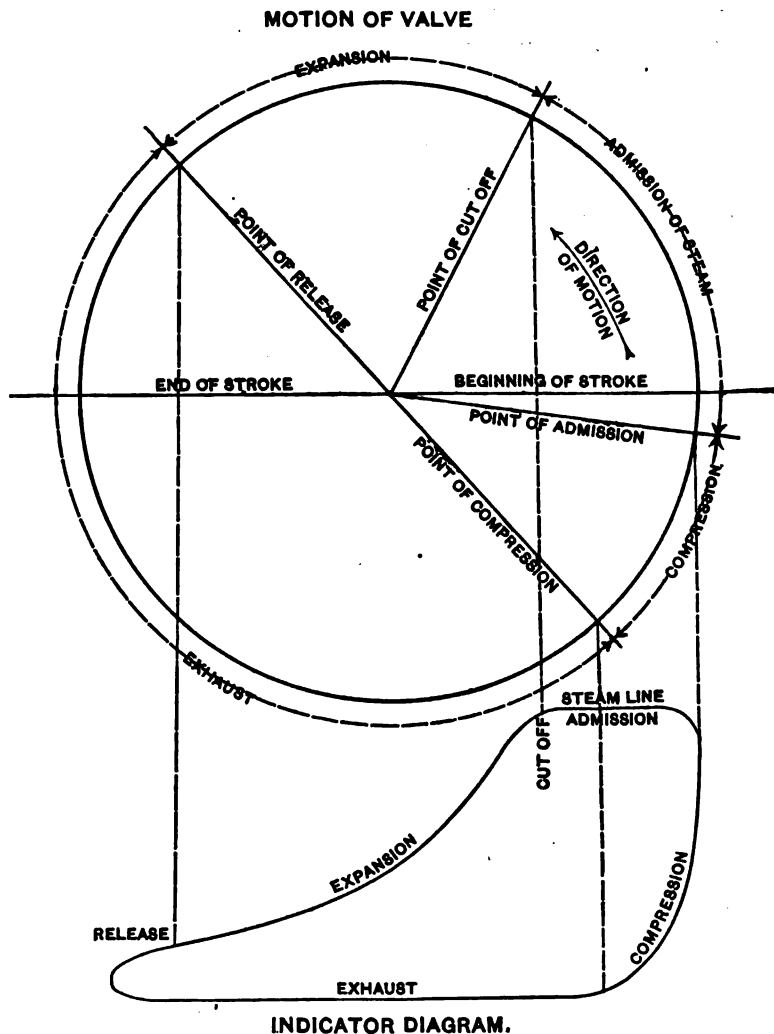 MOTION OF VALVE
EXPANSION
ADMISSION OF STEAM
POINT OF CUT OFF
POINT OF RELEASE
DIRECTION
OF MOTION
END OF STROKE
BEGINNING OF STROKE
POINT OF ADMISSION
POINT OF COMPRESSION
COMPRESSION
EXHAUST
STEAM LINE
ADMISSION
CUT OFF
EXPANSION
COMPRESSION
RELEASE
EXHAUST
INDICATOR DIAGRAM.